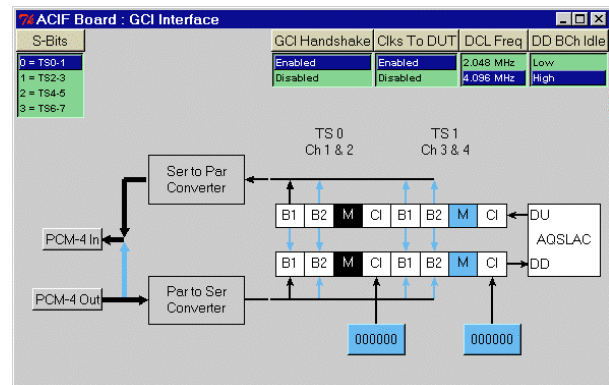 7% ACIF Board : GCI Interface
S-Bits
GCI Handshake Clks To DUT DCL Freq DD BCh Idle
0 = TS0-1
1 = TS2-3
2 = TS4-5
3 = TS6-7
Enabled Enabled 2.048 MHz Low
Disabled Disabled 4.096 MHz High
TS 0 TS 1
Ch 1 & 2 Ch 3 & 4
Ser to Par
Converter
B1 B2 M CI B1 B2 M CI DU
PCM-4 In
AQSLAC
B1 B2 M CI B1 B2 M CI DD
PCM-4 Out
Par to Ser
Converter
000000 000000